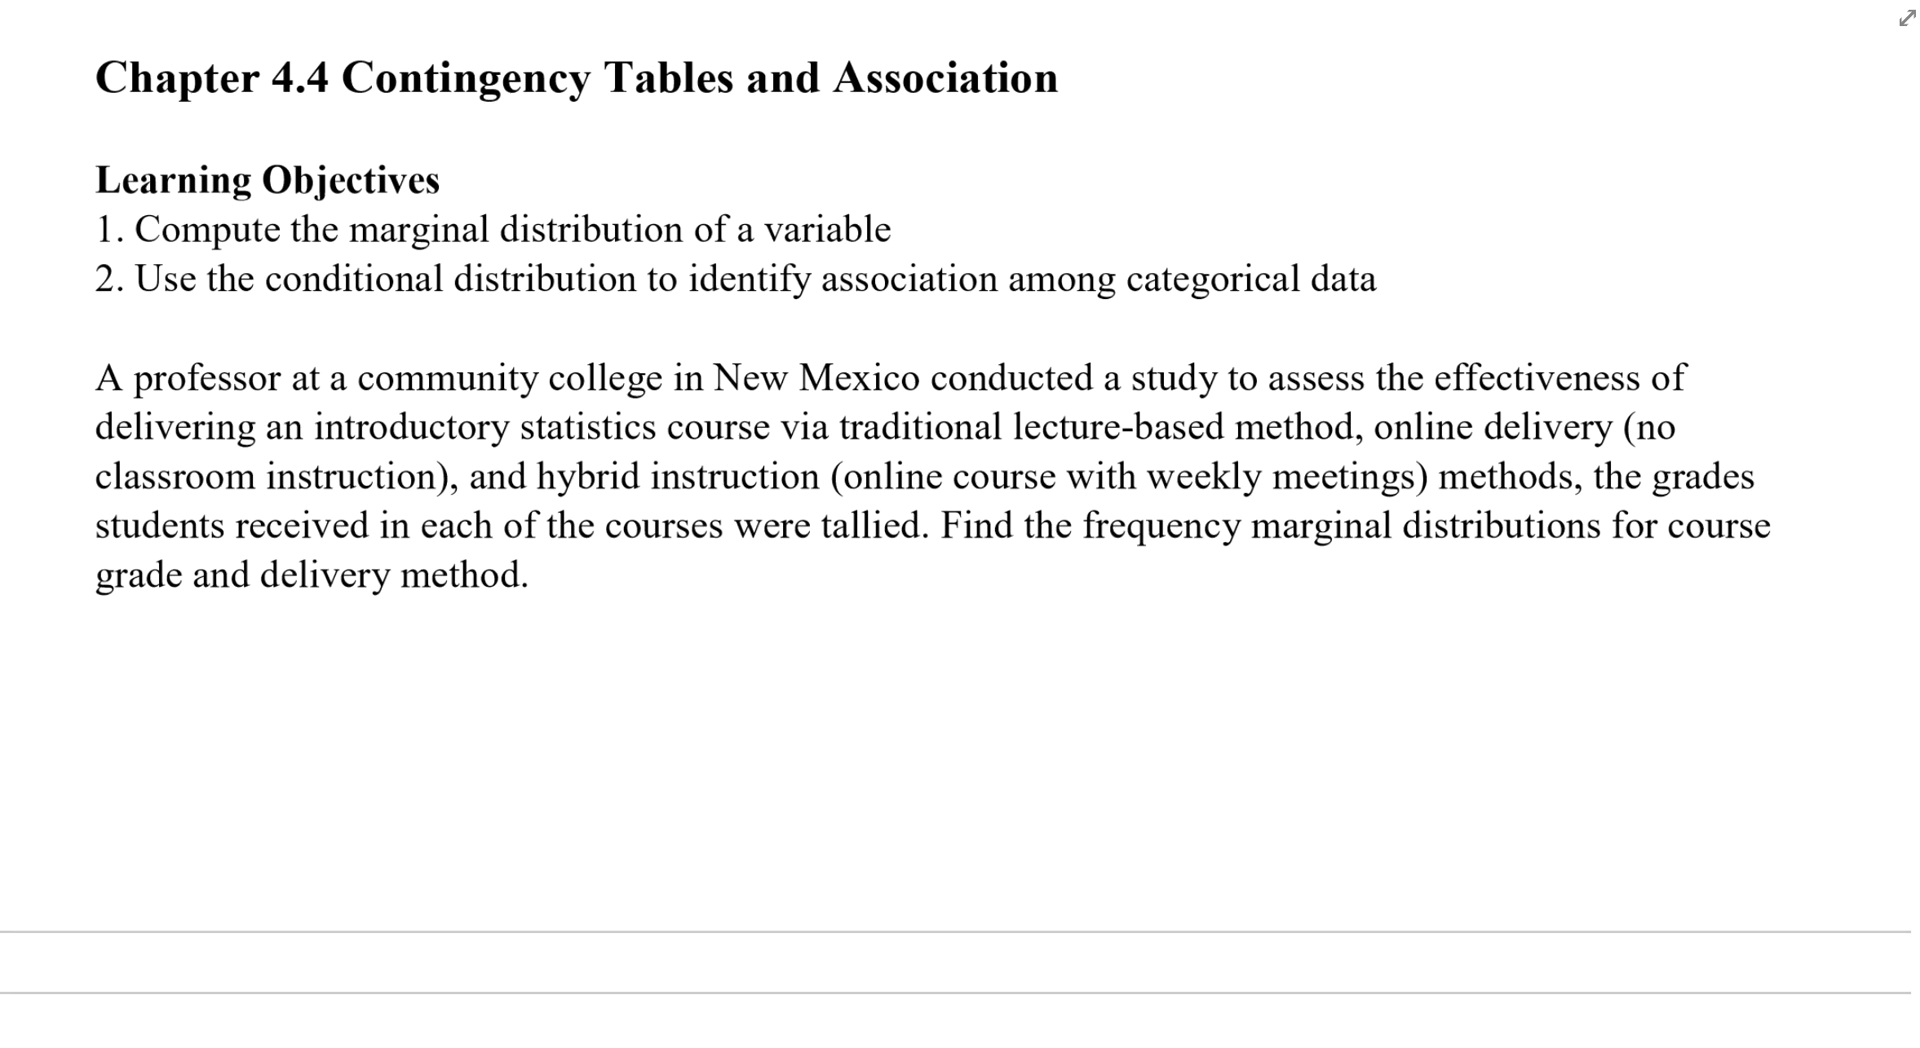 Chapter 4.4 Contingency Tables and Association
Learning Objectives
1. Compute the marginal distribution of a variable
2. Use the conditional distribution to identify association among categorical data
A professor at a community college in New Mexico conducted a study to assess the effectiveness of
delivering an introductory statistics course via traditional lecture-based method, online delivery (no
classroom instruction), and hybrid instruction (online course with weekly meetings) methods, the grades
students received in each of the courses were tallied. Find the frequency marginal distributions for course
grade and delivery method.